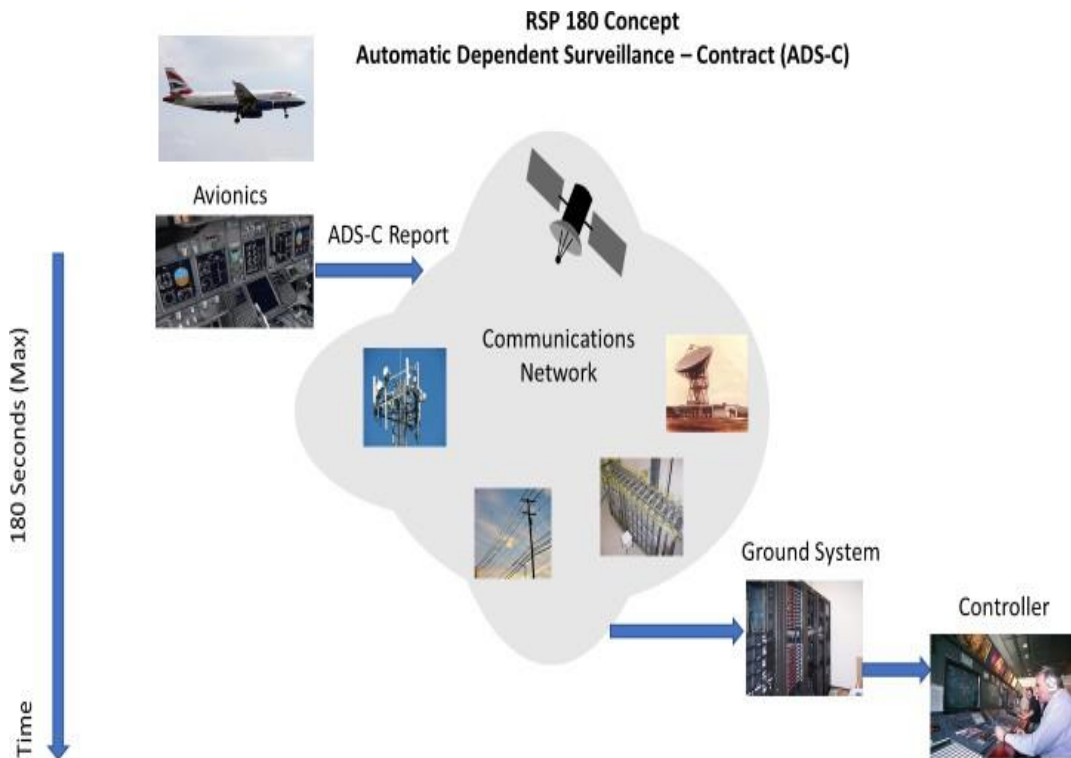 RSP 180 Concept
Automatic Dependent Surveillance – Contract (ADS-C)
Avionics
ADS-C Report
Communications
Network
180 Seconds (Max)
Ground System
Controller
Time